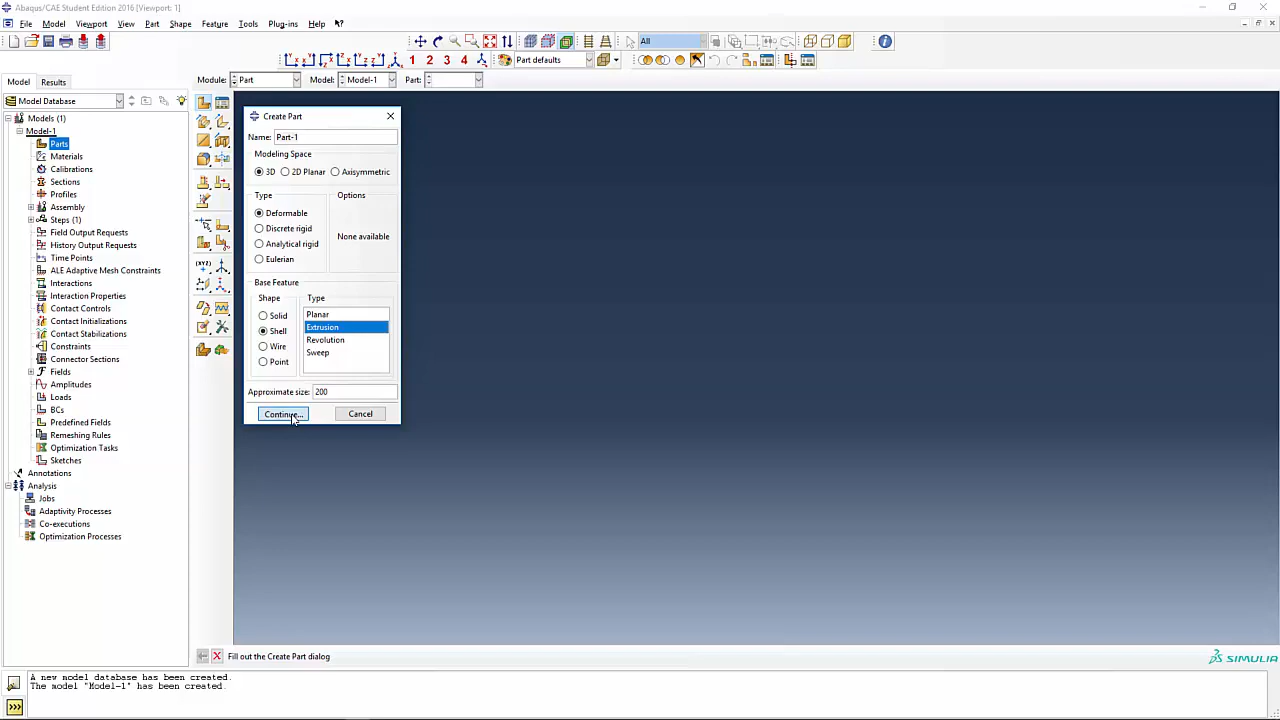 Abaqus/CAE Student Edition 2016 [Viewport: 1]
File Model Viewport View Part Shape Feature Tools Plug-ins Help
All
1 2 3 4 Part defaults
Model Results Module: Part Model: Model-1 Part:
Model Database
Models (1)
Model-1
Parts
Materials
Calibrations
Sections
Profiles
Assembly
Steps (1)
Field Output Requests
History Output Requests
Time Points
ALE Adaptive Mesh Constraints
Interactions
Interaction Properties
Contact Controls
Contact Initializations
Contact Stabilizations
Constraints
Connector Sections
Fields
Amplitudes
Loads
BCs
Predefined Fields
Remeshing Rules
Optimization Tasks
Sketches
Annotations
Analysis
Jobs
Adaptivity Processes
Co-executions
Optimization Processes
(XYZ)
Create Part
Name: Part-1
Modeling Space
3D 2D Planar Axisymmetric
Type Options
Deformable
Discrete rigid
None available
Analytical rigid
Eulerian
Base Feature
Shape Type
Solid Planar
Shell Extrusion
Wire Revolution
Point Sweep
Approximate size: 200
Continue... Cancel
Fill out the Create Part dialog
SIMULIA
A new model database has been created.
The model "Model-1" has been created.
>>>